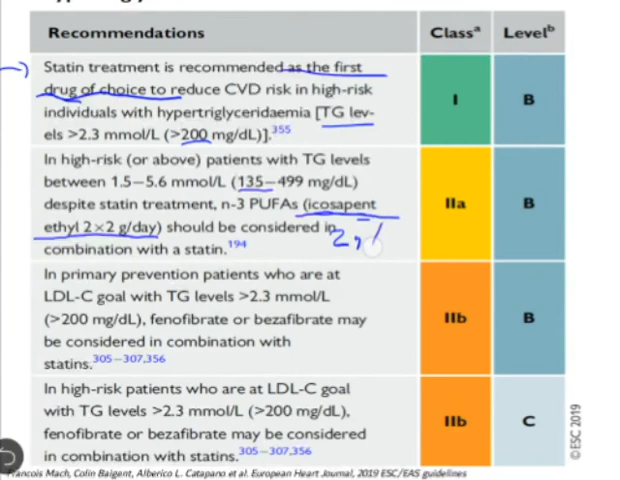 Recommendations Classᵃ Levelᵇ
Statin treatment is recommended as the first
drug of choice to reduce CVD risk in high-risk
individuals with hypertriglyceridaemia [TG lev-
els >2.3 mmol/L (>200 mg/dL)].³⁵⁵
I B
In high-risk (or above) patients with TG levels
between 1.5–5.6 mmol/L (135–499 mg/dL)
despite statin treatment, n-3 PUFAs (icosapent
ethyl 2×2 g/day) should be considered in
combination with a statin.¹⁹⁴
IIa B
In primary prevention patients who are at
LDL-C goal with TG levels >2.3 mmol/L
(>200 mg/dL), fenofibrate or bezafibrate may
be considered in combination with
statins.³⁰⁵⁻³⁰⁷,³⁵⁶
IIb B
In high-risk patients who are at LDL-C goal
with TG levels >2.3 mmol/L (>200 mg/dL),
fenofibrate or bezafibrate may be considered
in combination with statins.³⁰⁵⁻³⁰⁷,³⁵⁶
IIb C
©ESC 2019
Francois Mach, Colin Baigent, Alberico L. Catapano et al. European Heart Journal, 2019 ESC/EAS guidelines